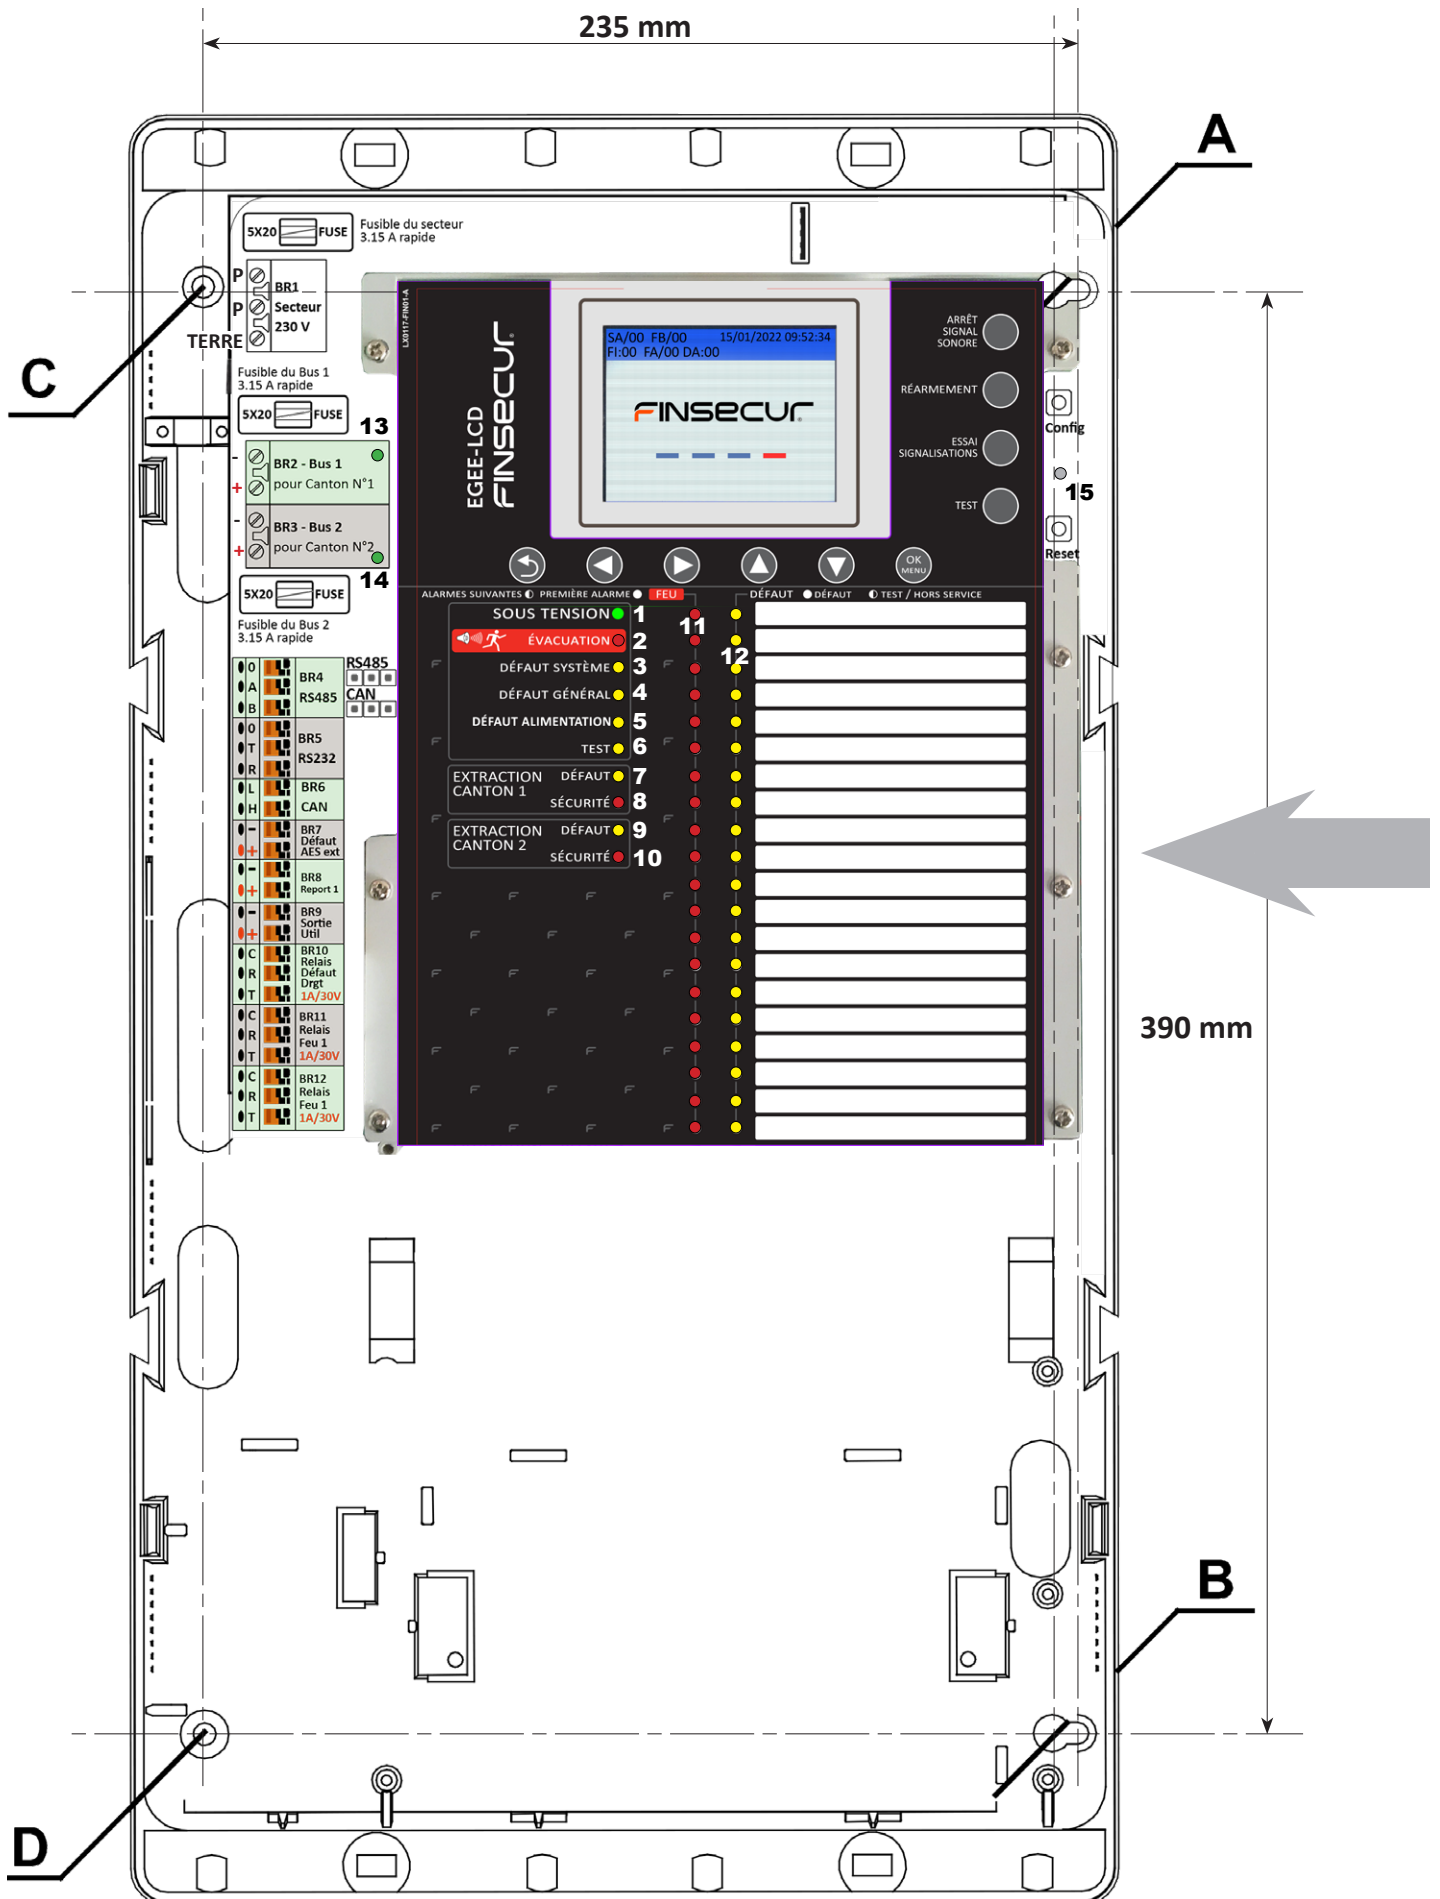 235 mm
A
5X20 FUSE
Fusible du secteur
3.15 A rapide
P
P
TERRE
BR1
Secteur
230 V
C
Fusible du Bus 1
3.15 A rapide
5X20 FUSE
13
-
+
BR2 - Bus 1
pour Canton N°1
-
+
BR3 - Bus 2
pour Canton N°2
14
5X20 FUSE
Fusible du Bus 2
3.15 A rapide
LX0117-FIN01-A
EGEE-LCD
FINSECUR
SA/00 FB/00 15/01/2022 09:52:34
FI:00 FA/00 DA:00
FINSECUR
ARRÊT
SIGNAL
SONORE
RÉARMEMENT
ESSAI
SIGNALISATIONS
TEST
Config
15
Reset
OK
MENU
ALARMES SUIVANTES PREMIÈRE ALARME FEU
DÉFAUT DÉFAUT TEST / HORS SERVICE
SOUS TENSION 1
ÉVACUATION 2
DÉFAUT SYSTÈME 3
DÉFAUT GÉNÉRAL 4
DÉFAUT ALIMENTATION 5
TEST 6
EXTRACTION
CANTON 1
DÉFAUT 7
SÉCURITÉ 8
EXTRACTION
CANTON 2
DÉFAUT 9
SÉCURITÉ 10
11
12
RS485
CAN
0
A
B
BR4
RS485
0
T
R
BR5
RS232
L
H
BR6
CAN
-
+
BR7
Défaut
AES ext
-
+
BR8
Report 1
-
+
BR9
Sortie
Util
C
R
T
BR10
Relais
Défaut
Drgt
1A/30V
C
R
T
BR11
Relais
Feu 1
1A/30V
C
R
T
BR12
Relais
Feu 1
1A/30V
390 mm
B
D